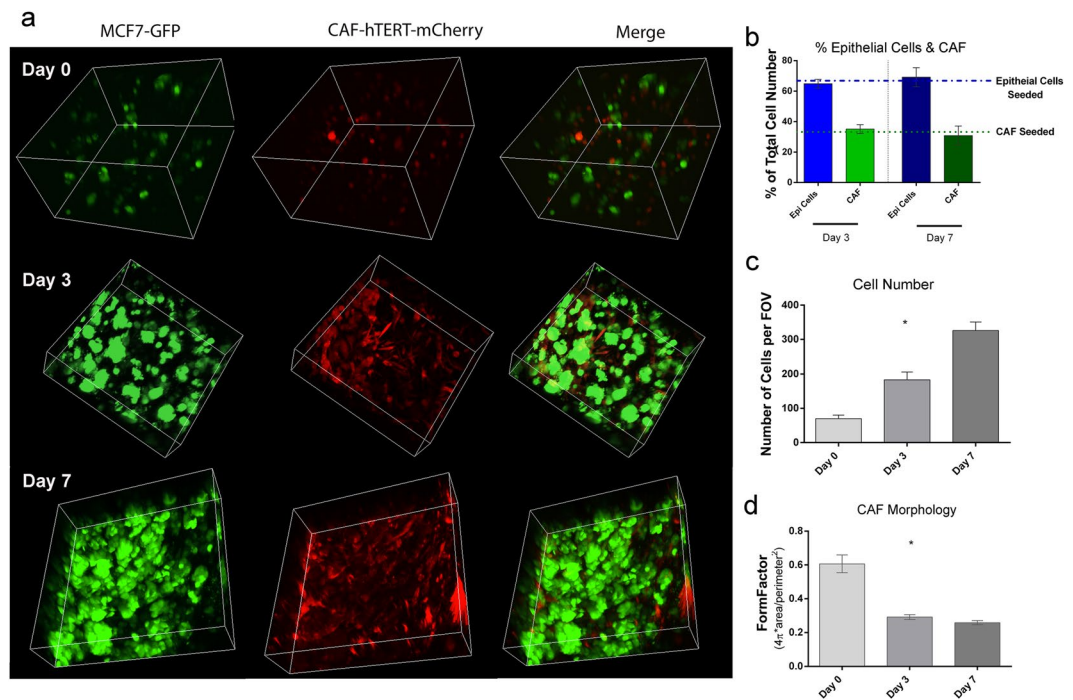 a
MCF7-GFP
CAF-hTERT-mCherry
Merge
Day 0
Day 3
Day 7
b
% Epithelial Cells & CAF
% of Total Cell Number
80
60
40
20
0
Epi Cells
CAF
Epi Cells
CAF
Day 3
Day 7
Epitheial Cells
Seeded
CAF Seeded
c
Cell Number
Number of Cells per FOV
400
300
200
100
0
*
Day 0
Day 3
Day 7
d
CAF Morphology
FormFactor
(4π*area/perimeter²)
0.8
0.6
0.4
0.2
0.0
*
Day 0
Day 3
Day 7